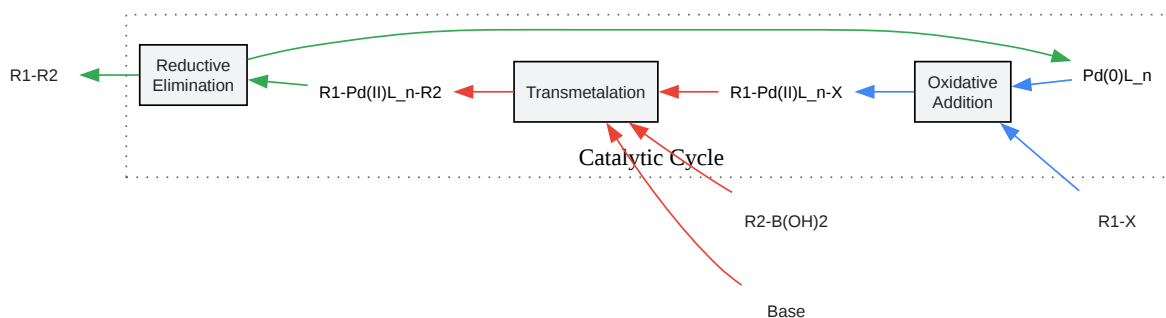 R1-R2
Reductive
Elimination
R1-Pd(II)L_n-R2
Transmetalation
R1-Pd(II)L_n-X
Oxidative
Addition
Pd(0)L_n
Catalytic Cycle
R2-B(OH)2
R1-X
Base